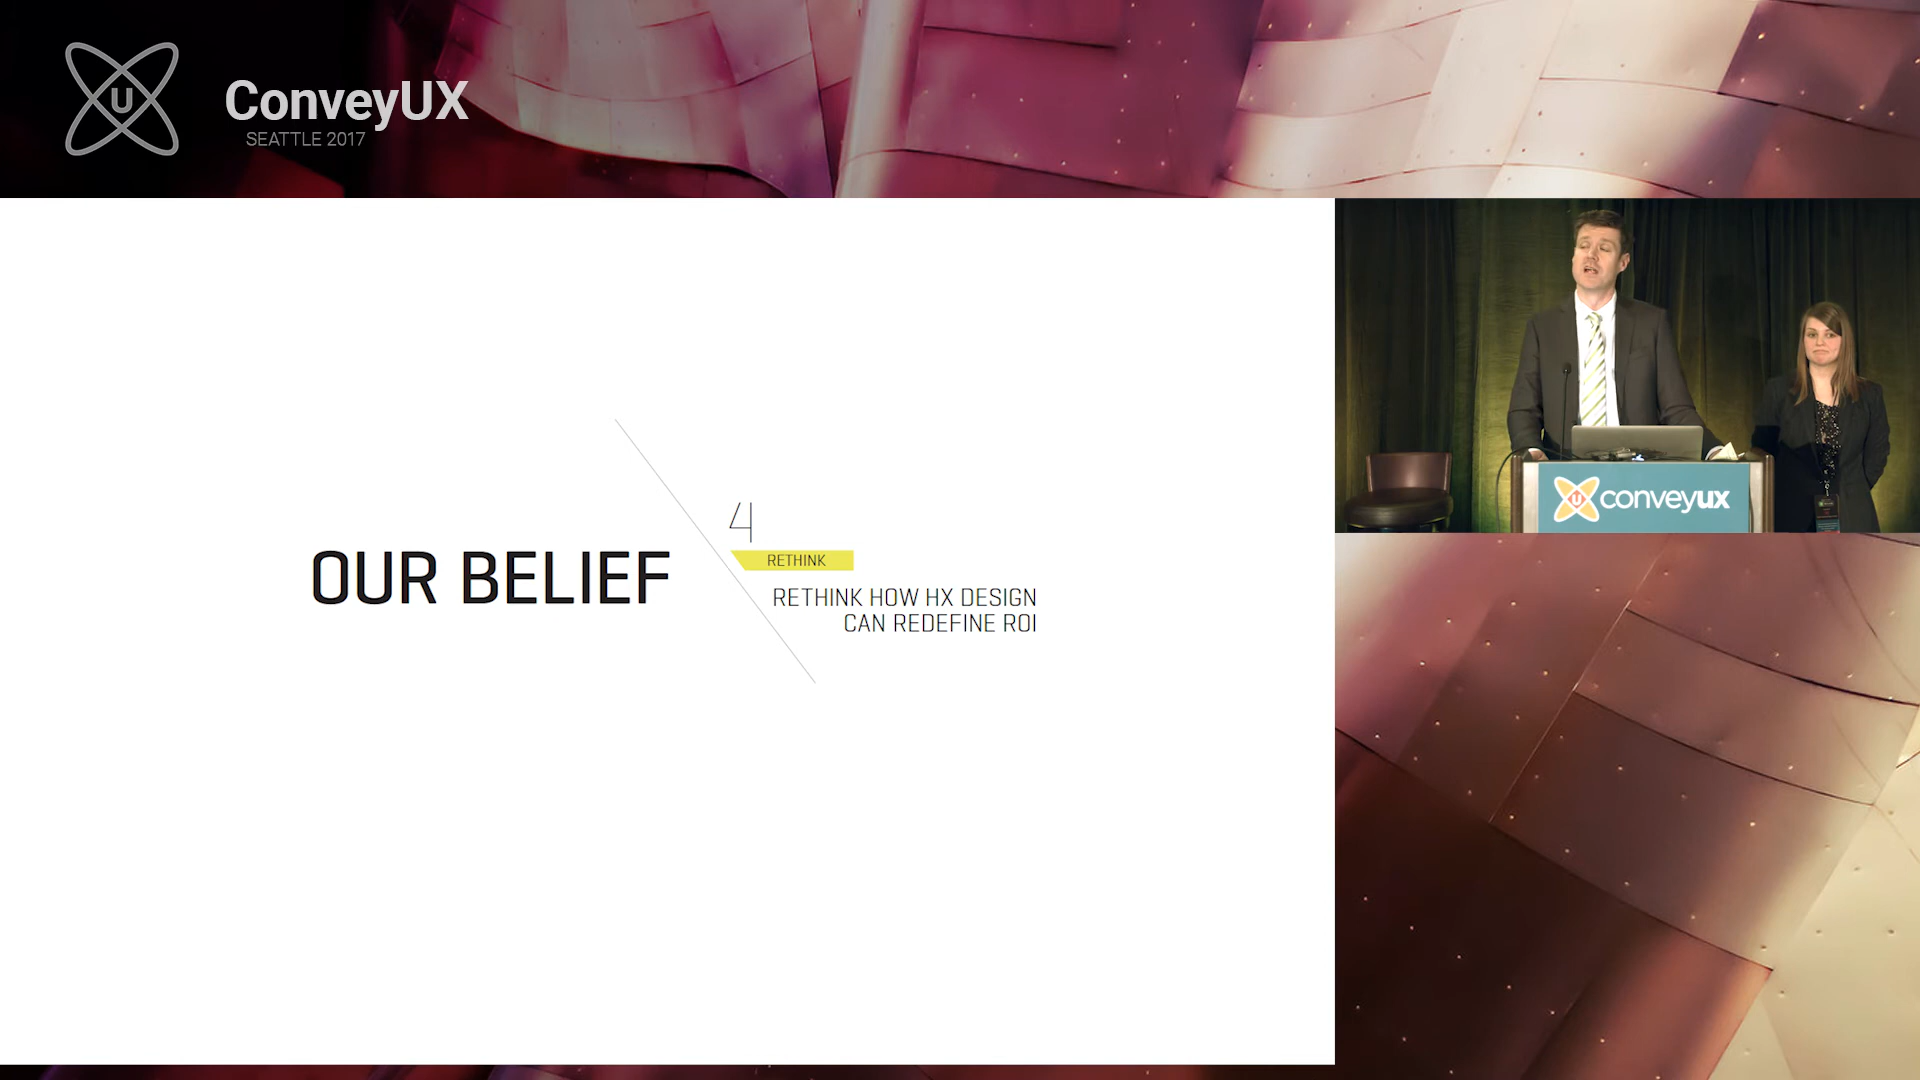 U
ConveyUX
SEATTLE 2017
OUR BELIEF
4
RETHINK
RETHINK HOW HX DESIGN
CAN REDEFINE ROI
U conveyux